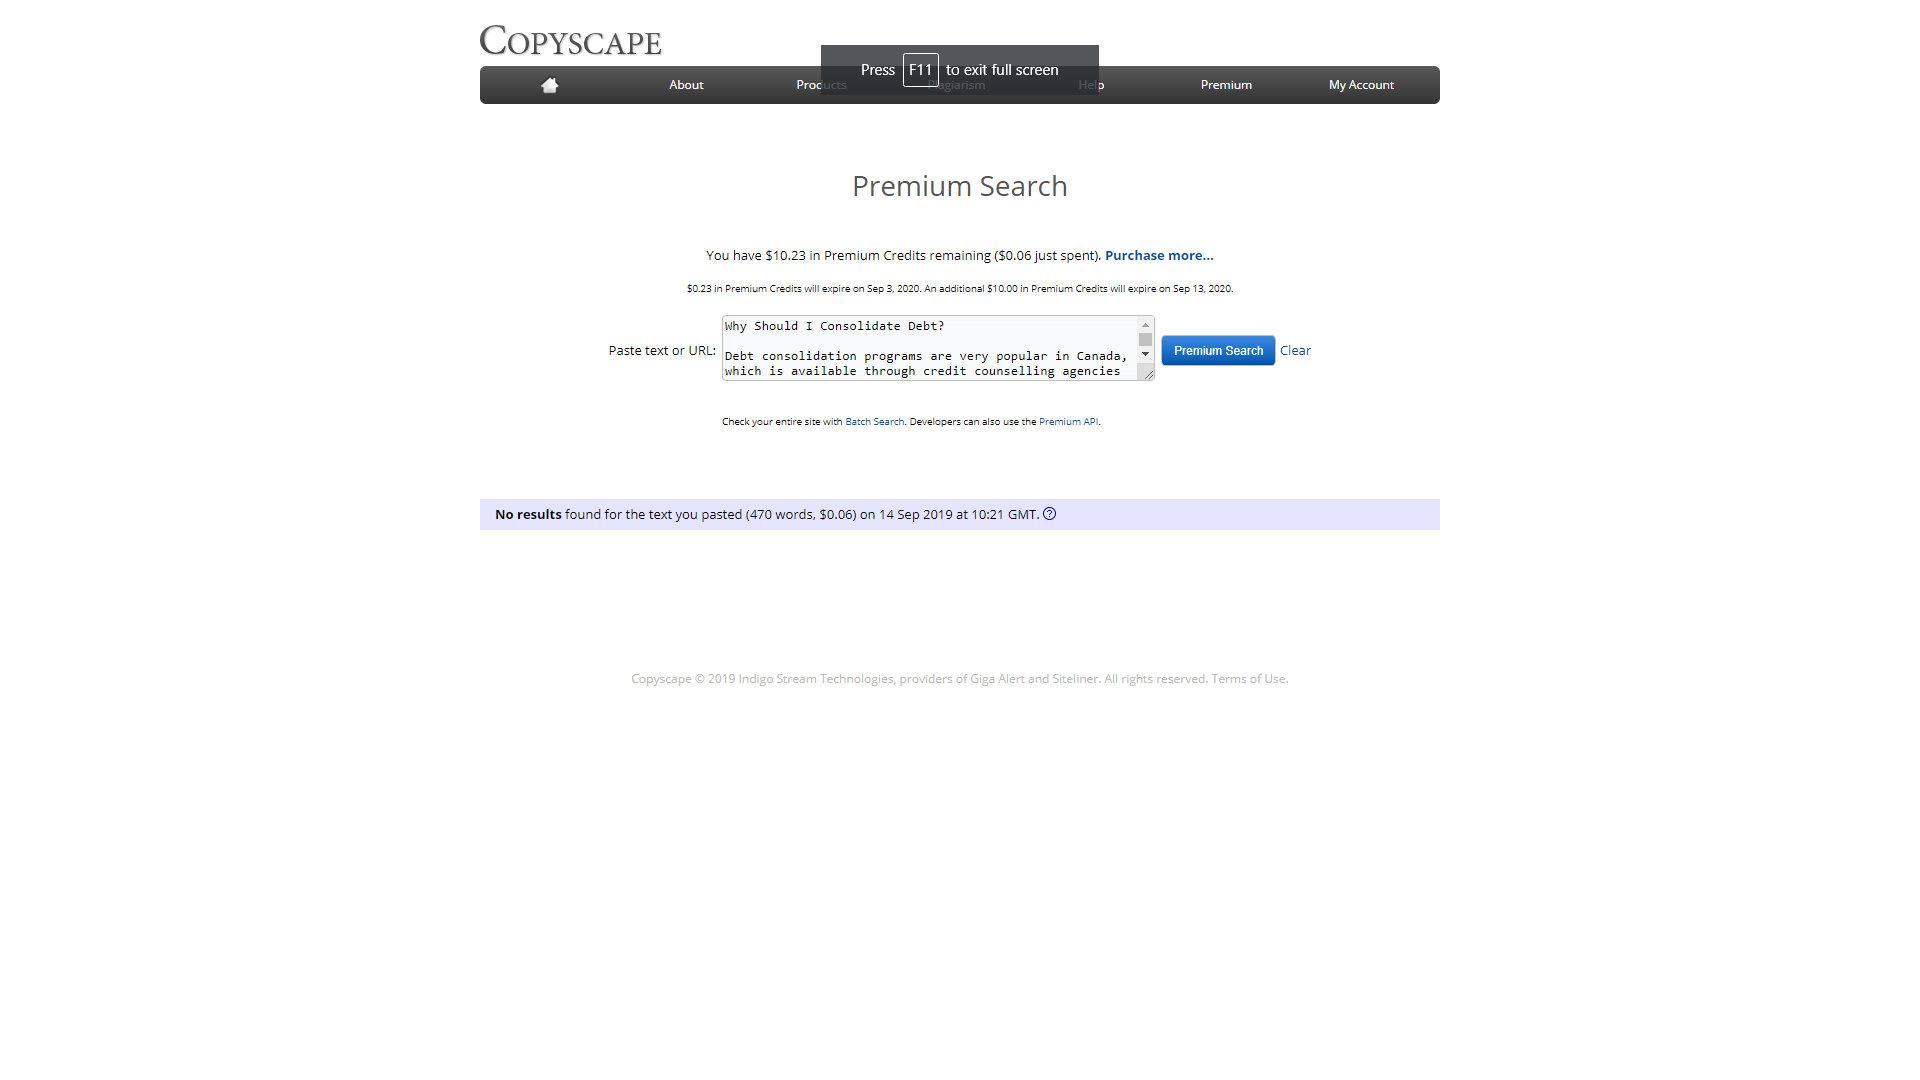 COPYSCAPE
Press F11 to exit full screen
About Products Plagiarism Help Premium My Account
Premium Search
You have $10.23 in Premium Credits remaining ($0.06 just spent). Purchase more...
$0.23 in Premium Credits will expire on Sep 3, 2020. An additional $10.00 in Premium Credits will expire on Sep 13, 2020.
Why Should I Consolidate Debt?
Paste text or URL: Premium Search Clear
Debt consolidation programs are very popular in Canada,
which is available through credit counselling agencies
Check your entire site with Batch Search. Developers can also use the Premium API.
No results found for the text you pasted (470 words, $0.06) on 14 Sep 2019 at 10:21 GMT. ?
Copyscape © 2019 Indigo Stream Technologies, providers of Giga Alert and Siteliner. All rights reserved. Terms of Use.